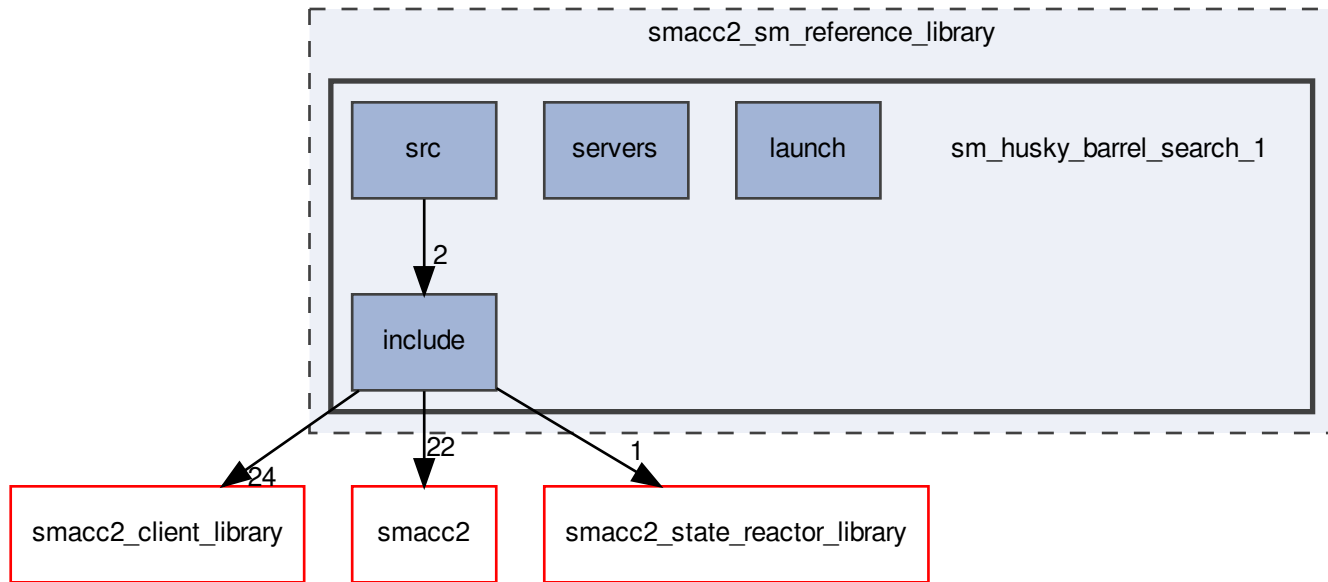 smacc2_sm_reference_library
src
servers
launch
sm_husky_barrel_search_1
2
include
24
22
1
smacc2_client_library
smacc2
smacc2_state_reactor_library